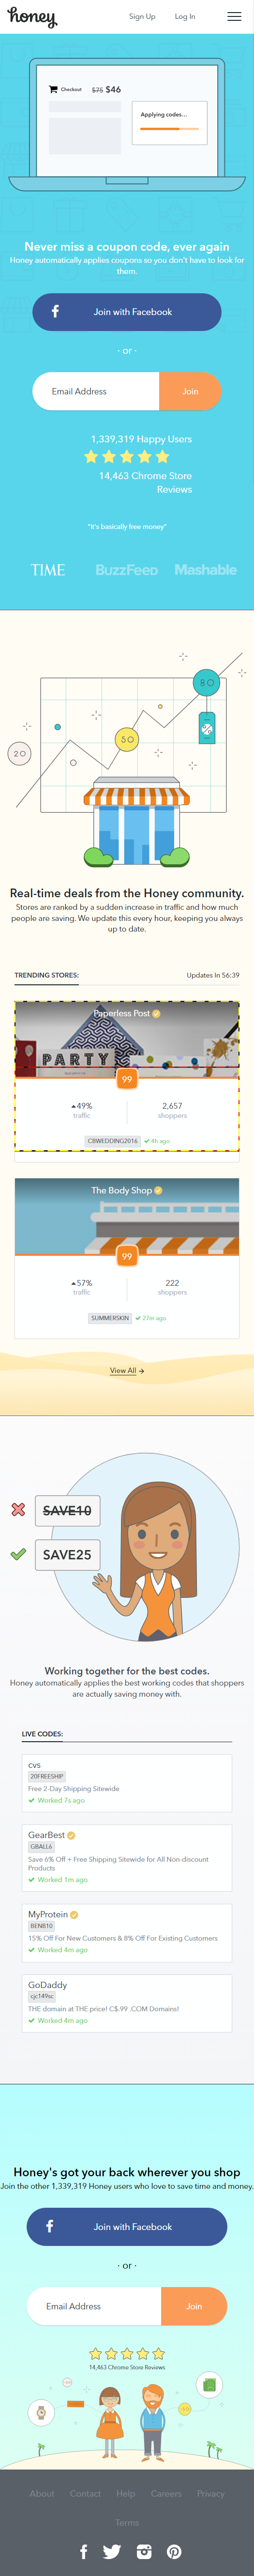 honey
Sign Up
Log In
Checkout $75 $46
Applying codes...
Never miss a coupon code, ever again
Honey automatically applies coupons so you don't have to look for
them.
Join with Facebook
· or ·
Email Address
Join
1,339,319 Happy Users
14,463 Chrome Store
Reviews
"It's basically free money"
TIME
BuzzFeed
Mashable
80
50
20
%
Real-time deals from the Honey community.
Stores are ranked by a sudden increase in traffic and how much
people are saving. We update this every hour, keeping you always
up to date.
TRENDING STORES:
Updates In 56:39
Paperless Post
PARTY
99
49%
traffic
2,657
shoppers
CBWEDDING2016
4h ago
The Body Shop
99
57%
traffic
222
shoppers
SUMMERSKIN
27m ago
View All
SAVE10
SAVE25
Working together for the best codes.
Honey automatically applies the best working codes that shoppers
are actually saving money with.
LIVE CODES:
CVS
20FREESHIP
Free 2-Day Shipping Sitewide
Worked 7s ago
GearBest
GBALL6
Save 6% Off + Free Shipping Sitewide for All Non-discount
Products
Worked 1m ago
MyProtein
BENB10
15% Off For New Customers & 8% Off For Existing Customers
Worked 4m ago
GoDaddy
cjc149sc
THE domain at THE price! C$.99 .COM Domains!
Worked 4m ago
Honey's got your back wherever you shop
Join the other 1,339,319 Honey users who love to save time and money.
Join with Facebook
· or ·
Email Address
Join
14,463 Chrome Store Reviews
About
Contact
Help
Careers
Privacy
Terms